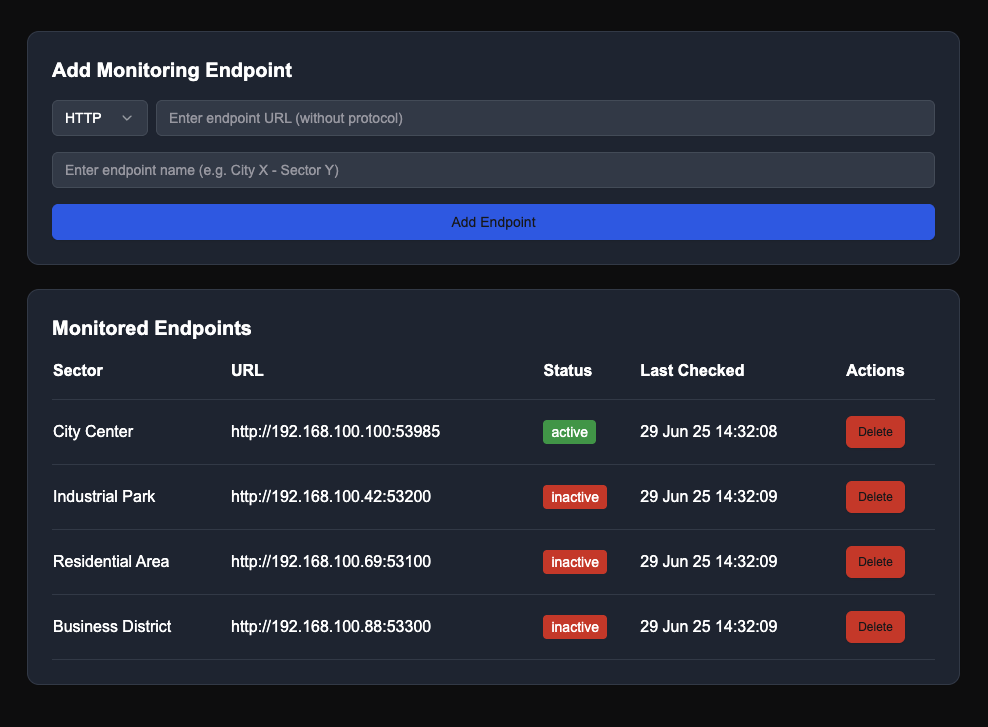 Add Monitoring Endpoint
HTTP Enter endpoint URL (without protocol)
Enter endpoint name (e.g. City X - Sector Y)
Add Endpoint
Monitored Endpoints
Sector URL Status Last Checked Actions
City Center http://192.168.100.100:53985 active 29 Jun 25 14:32:08 Delete
Industrial Park http://192.168.100.42:53200 inactive 29 Jun 25 14:32:09 Delete
Residential Area http://192.168.100.69:53100 inactive 29 Jun 25 14:32:09 Delete
Business District http://192.168.100.88:53300 inactive 29 Jun 25 14:32:09 Delete